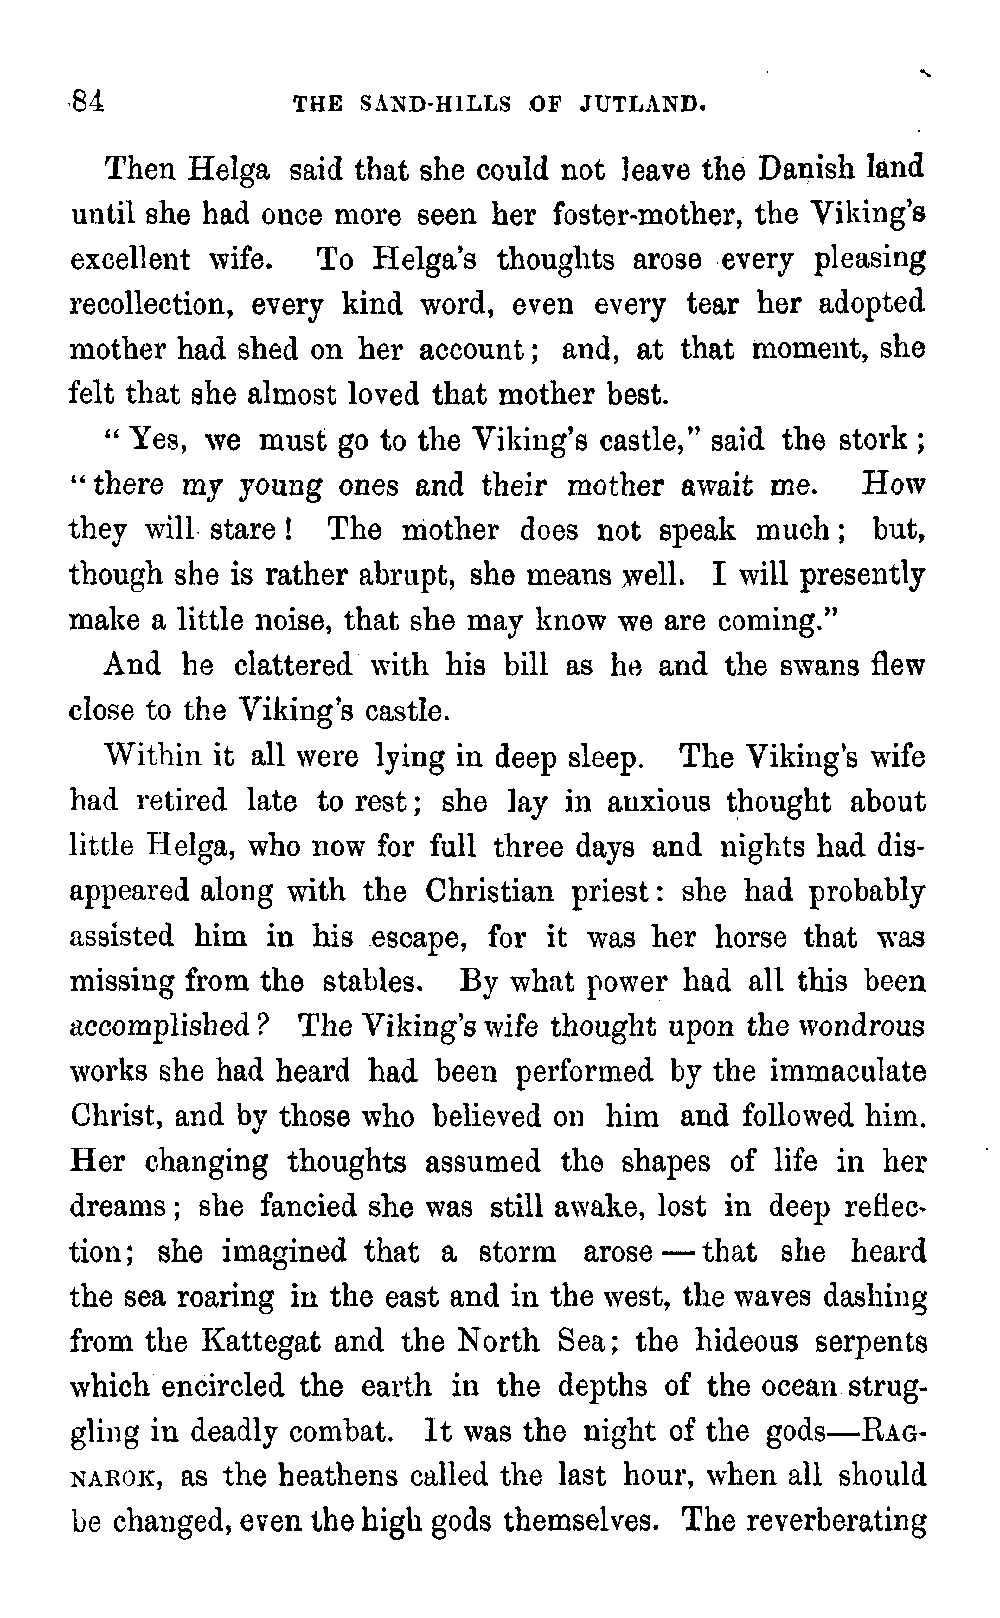 84 THE SAND-HILLS OF JUTLAND.
Then Helga said that she could not leave the Danish land
until she had once more seen her foster-mother, the Viking's
excellent wife. To Helga's thoughts arose every pleasing
recollection, every kind word, even every tear her adopted
mother had shed on her account; and, at that moment, she
felt that she almost loved that mother best.
" Yes, we must go to the Viking's castle," said the stork ;
" there my young ones and their mother await me. How
they will stare ! The mother does not speak much ; but,
though she is rather abrupt, she means well. I will presently
make a little noise, that she may know we are coming."
And he clattered with his bill as he and the swans flew
close to the Viking's castle.
Within it all were lying in deep sleep. The Viking's wife
had retired late to rest; she lay in anxious thought about
little Helga, who now for full three days and nights had dis-
appeared along with the Christian priest: she had probably
assisted him in his escape, for it was her horse that was
missing from the stables. By what power had all this been
accomplished ? The Viking's wife thought upon the wondrous
works she had heard had been performed by the immaculate
Christ, and by those who believed on him and followed him.
Her changing thoughts assumed the shapes of life in her
dreams ; she fancied she was still awake, lost in deep reflec-
tion; she imagined that a storm arose — that she heard
the sea roaring in the east and in the west, the waves dashing
from the Kattegat and the North Sea; the hideous serpents
which encircled the earth in the depths of the ocean strug-
gling in deadly combat. It was the night of the gods—RAG-
NAROK, as the heathens called the last hour, when all should
be changed, even the high gods themselves. The reverberating